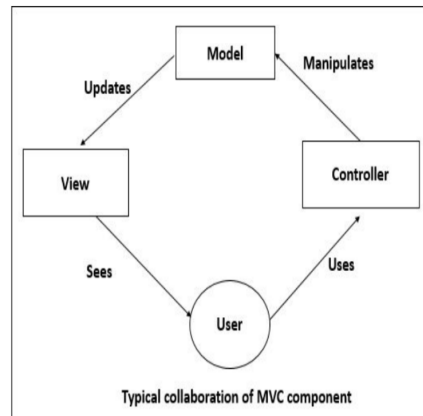 Model
Updates
Manipulates
View
Controller
Sees
Uses
User
Typical collaboration of MVC component